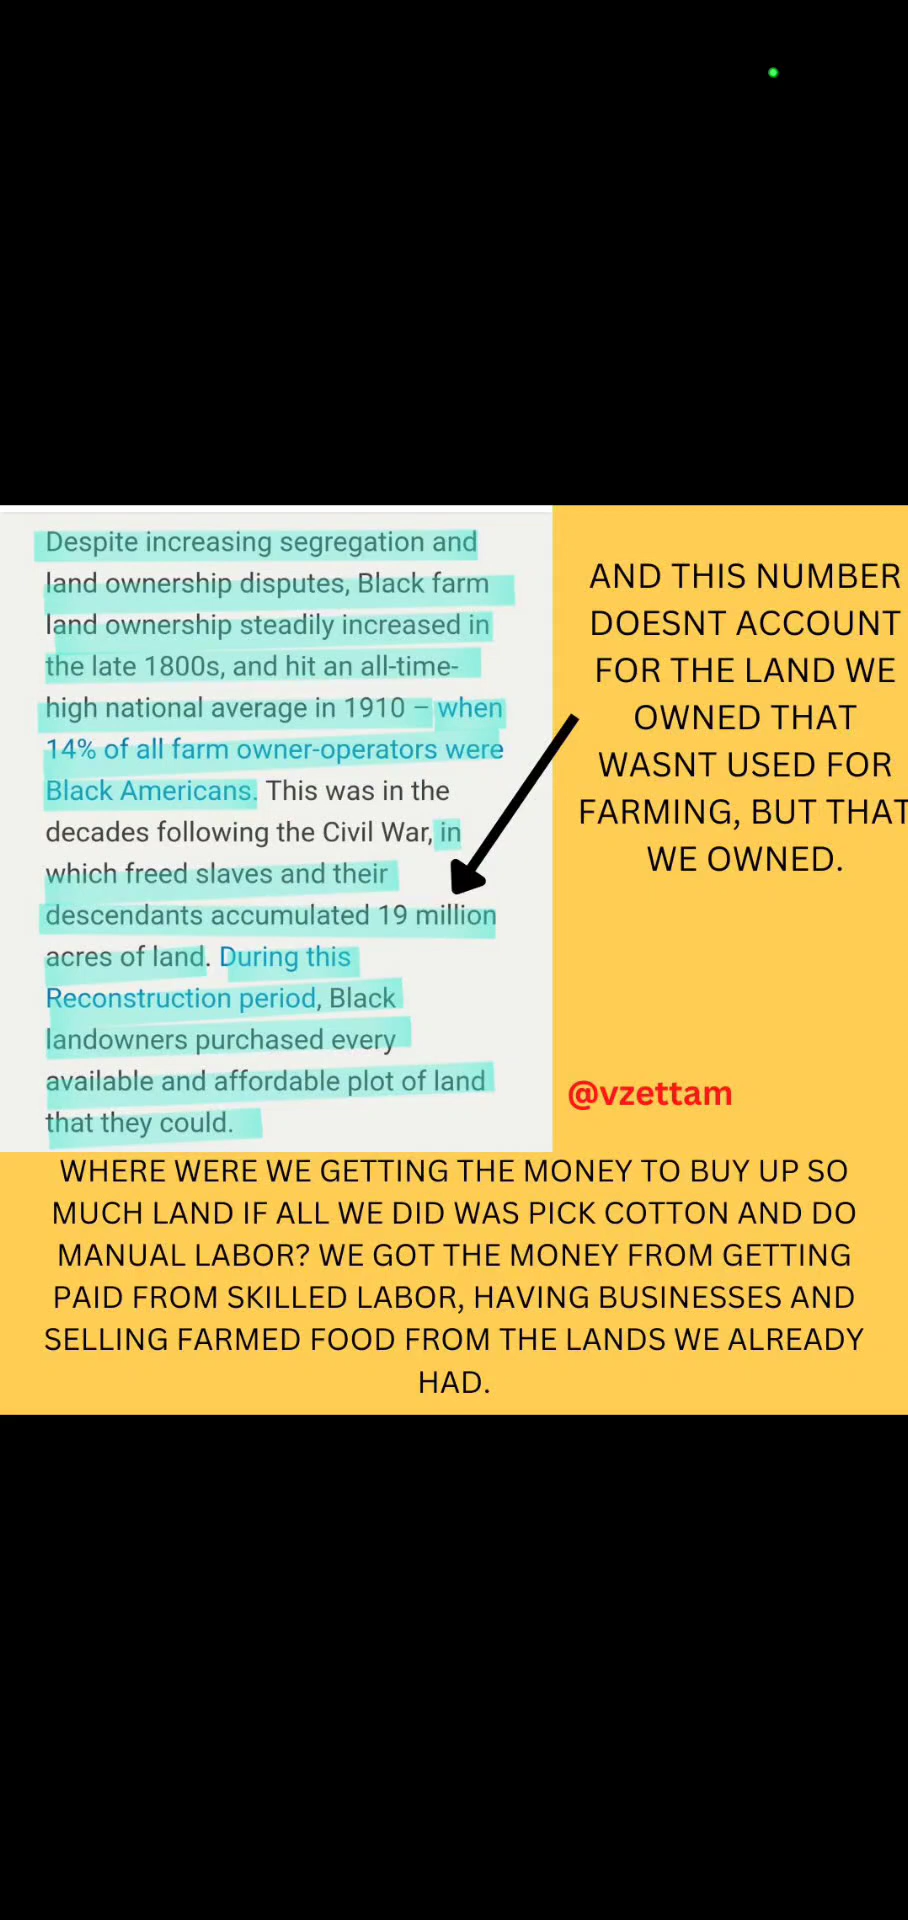 Despite increasing segregation and
land ownership disputes, Black farm
land ownership steadily increased in
the late 1800s, and hit an all-time-
high national average in 1910 – when
14% of all farm owner-operators were
Black Americans. This was in the
decades following the Civil War, in
which freed slaves and their
descendants accumulated 19 million
acres of land. During this
Reconstruction period, Black
landowners purchased every
available and affordable plot of land
that they could.
AND THIS NUMBER
DOESNT ACCOUNT
FOR THE LAND WE
OWNED THAT
WASNT USED FOR
FARMING, BUT THAT
WE OWNED.
@vzettam
WHERE WERE WE GETTING THE MONEY TO BUY UP SO
MUCH LAND IF ALL WE DID WAS PICK COTTON AND DO
MANUAL LABOR? WE GOT THE MONEY FROM GETTING
PAID FROM SKILLED LABOR, HAVING BUSINESSES AND
SELLING FARMED FOOD FROM THE LANDS WE ALREADY
HAD.